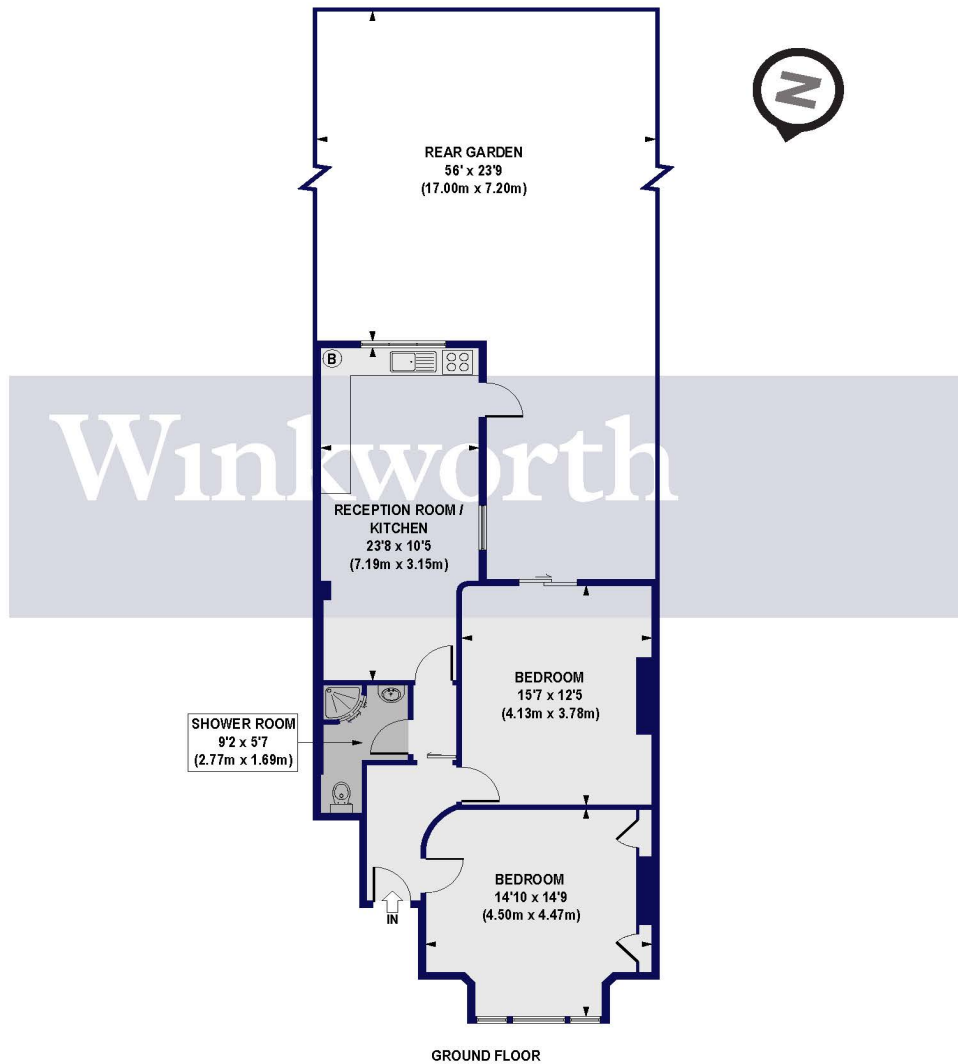 N
REAR GARDEN
56' x 23'9
(17.00m x 7.20m)
B
Winkworth
RECEPTION ROOM /
KITCHEN
23'8 x 10'5
(7.19m x 3.15m)
BEDROOM
15'7 x 12'5
(4.13m x 3.78m)
SHOWER ROOM
9'2 x 5'7
(2.77m x 1.69m)
BEDROOM
14'10 x 14'9
(4.50m x 4.47m)
IN
GROUND FLOOR